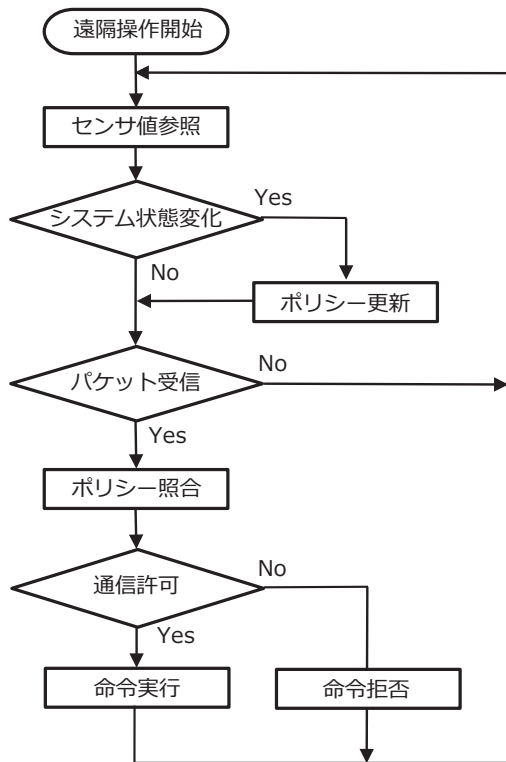 遠隔操作開始
センサ値参照
システム状態変化
Yes
No
ポリシー更新
パケット受信
No
Yes
ポリシー照合
通信許可
No
Yes
命令実行
命令拒否